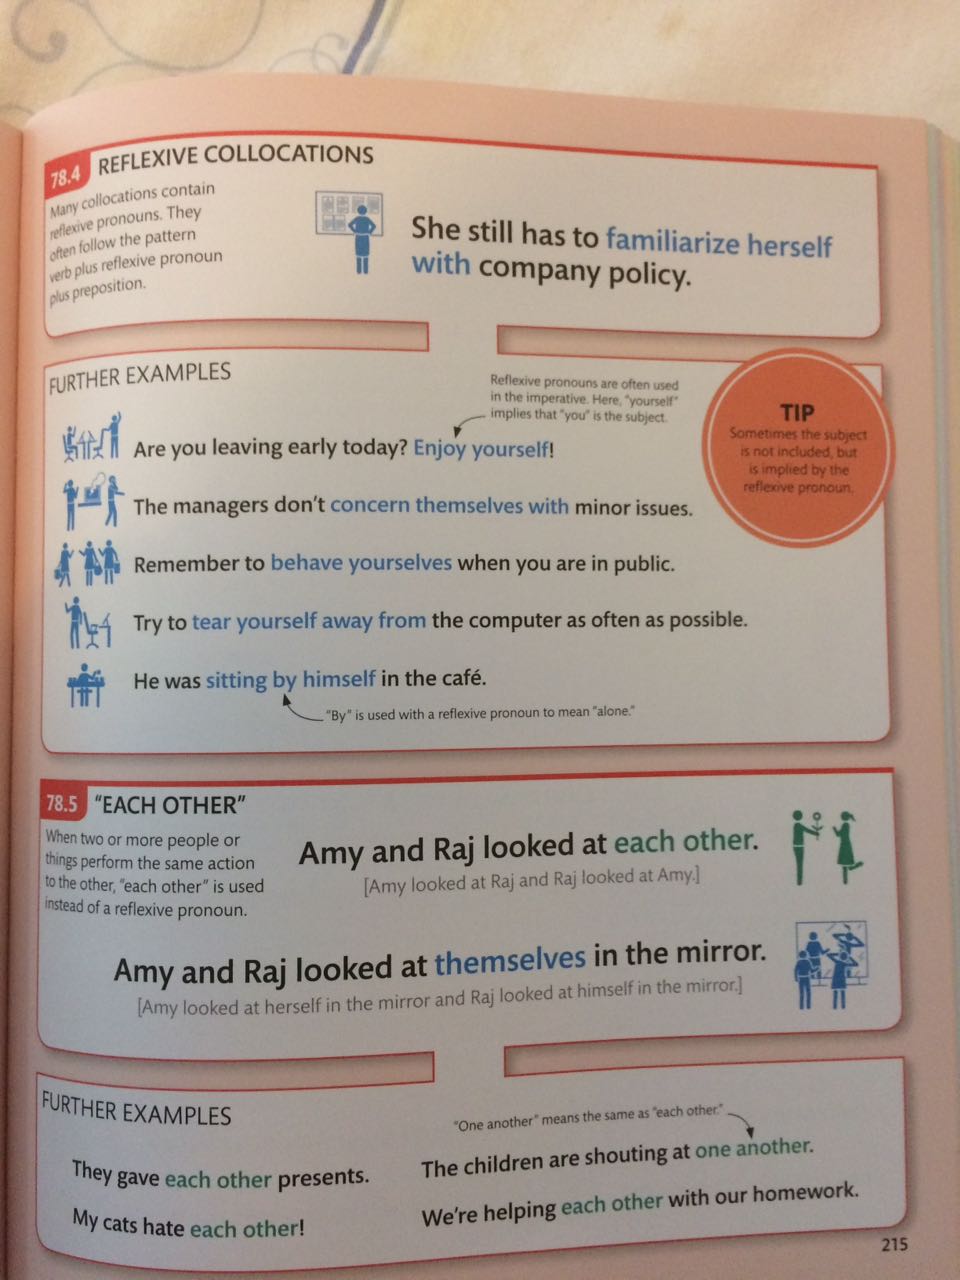 78.4 REFLEXIVE COLLOCATIONS
Many collocations contain
reflexive pronouns. They
often follow the pattern
verb plus reflexive pronoun
plus preposition.
She still has to familiarize herself
with company policy.
FURTHER EXAMPLES
Reflexive pronouns are often used
in the imperative. Here, "yourself"
implies that "you" is the subject.
TIP
Sometimes the subject
is not included, but
is implied by the
reflexive pronoun.
Are you leaving early today? Enjoy yourself!
The managers don't concern themselves with minor issues.
Remember to behave yourselves when you are in public.
Try to tear yourself away from the computer as often as possible.
He was sitting by himself in the café.
"By" is used with a reflexive pronoun to mean "alone."
78.5 "EACH OTHER"
When two or more people or
things perform the same action
to the other, "each other" is used
instead of a reflexive pronoun.
Amy and Raj looked at each other.
[Amy looked at Raj and Raj looked at Amy.]
Amy and Raj looked at themselves in the mirror.
[Amy looked at herself in the mirror and Raj looked at himself in the mirror.]
FURTHER EXAMPLES
"One another" means the same as "each other."
They gave each other presents.
The children are shouting at one another.
My cats hate each other!
We're helping each other with our homework.
215